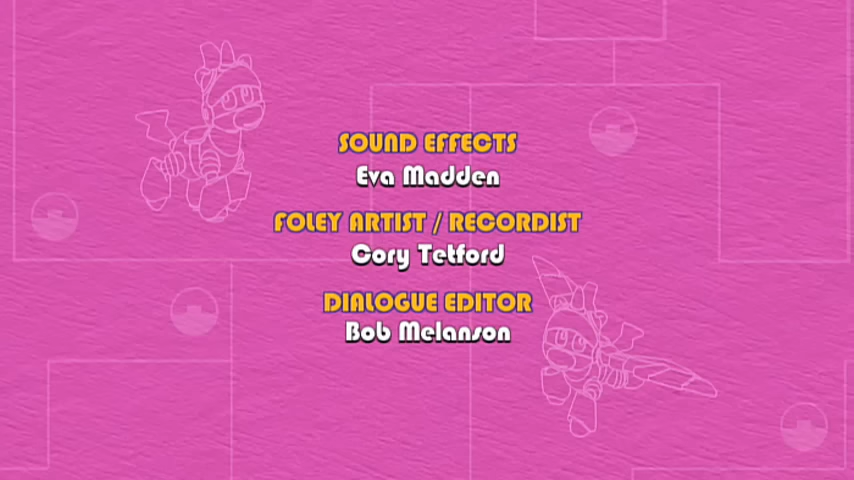 SOUND EFFECTS
Eva Madden
FOLEY ARTIST / RECORDIST
Cory Tetford
DIALOGUE EDITOR
Bob Melanson